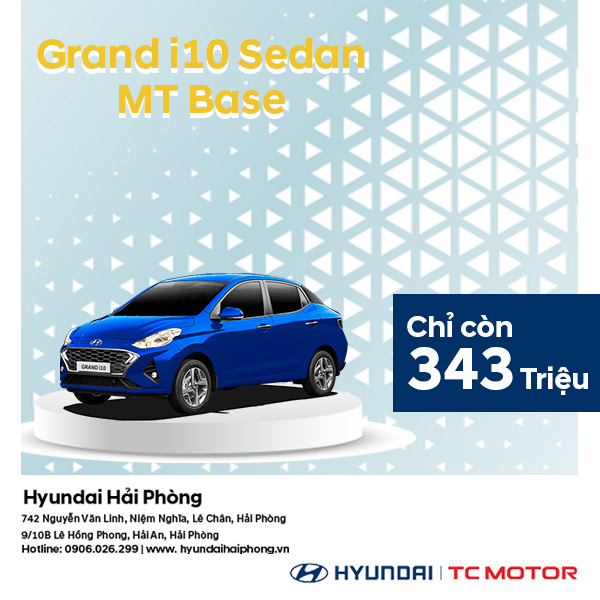 Grand i10 Sedan
MT Base
GRAND i10
Chỉ còn
343 Triệu
Hyundai Hải Phòng
742 Nguyễn Văn Linh, Niệm Nghĩa, Lê Chân, Hải Phòng
9/10B Lê Hồng Phong, Hải An, Hải Phòng
Hotline: 0906.026.299 | www. hyundaihaiphong.vn
HYUNDAI | TC MOTOR